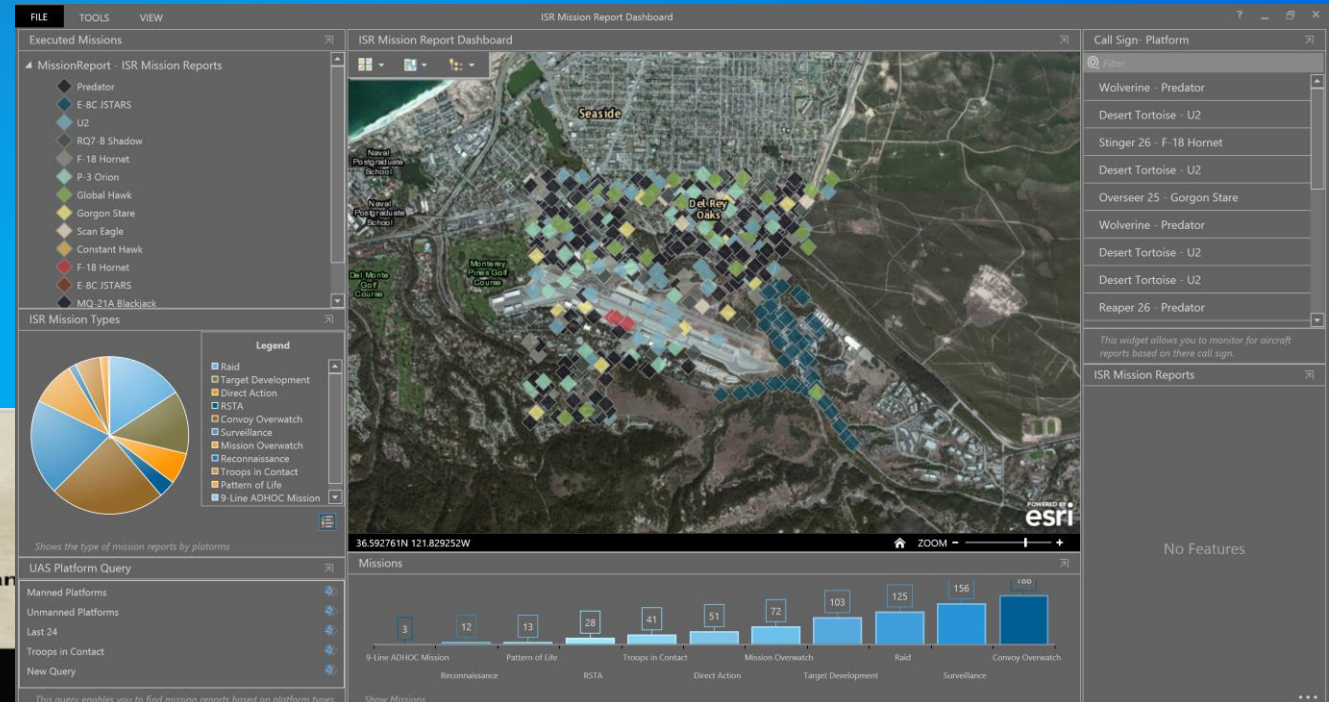 FILE TOOLS VIEW
ISR Mission Report Dashboard
? _ ×
Executed Missions
MissionReport - ISR Mission Reports
Predator
E-8C JSTARS
U2
RQ7-B Shadow
F-18 Hornet
P-3 Orion
Global Hawk
Gorgon Stare
Scan Eagle
Constant Hawk
F-18 Hornet
E-8C JSTARS
MQ-21A Blackjack
ISR Mission Types
Legend
Raid
Target Development
Direct Action
RSTA
Convoy Overwatch
Surveillance
Mission Overwatch
Reconnaissance
Troops in Contact
Pattern of Life
9-Line ADHOC Mission
Shows the type of mission reports by platorms
UAS Platform Query
Manned Platforms
Unmanned Platforms
Last 24
Troops in Contact
New Query
This query enables you to find mission reports based on platform types
ISR Mission Report Dashboard
Seaside
Naval
Postgraduate
School
Naval
Postgraduate
School
Del Rey
Oaks
Monterey
Pines Golf
Course
Del Monte
Golf
Course
POWERED BY
esri
36.592761N 121.829252W
ZOOM - +
Missions
3 12 13 28 41 51 72 103 125 156
9-Line ADHOC Mission Pattern of Life Troops in Contact Mission Overwatch Raid Convoy Overwatch
Reconnaissance RSTA Direct Action Target Development Surveillance
Show Missions
Call Sign- Platform
Filter
Wolverine - Predator
Desert Tortoise - U2
Stinger 26 - F-18 Hornet
Desert Tortoise - U2
Overseer 25 - Gorgon Stare
Wolverine - Predator
Desert Tortoise - U2
Desert Tortoise - U2
Reaper 26 - Predator
This widget allows you to monitor for aircraft
reports based on there call sign.
ISR Mission Reports
No Features